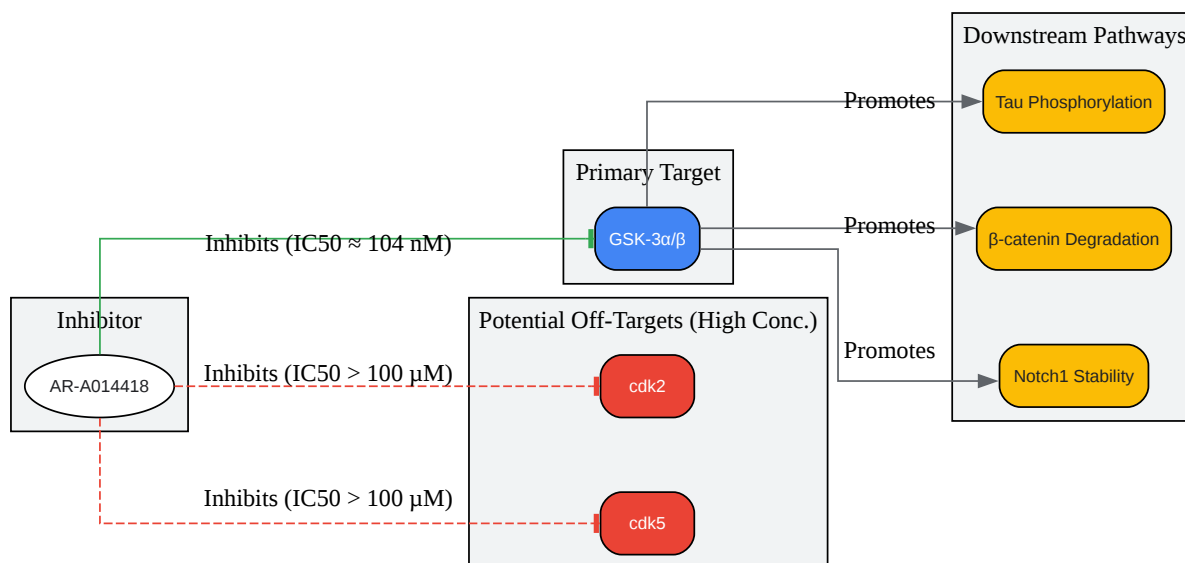 Downstream Pathways
Promotes
Tau Phosphorylation
Primary Target
GSK-3α/β
Promotes
β-catenin Degradation
Inhibits (IC50 ≈ 104 nM)
Inhibitor
Potential Off-Targets (High Conc.)
Promotes
Notch1 Stability
AR-A014418
Inhibits (IC50 > 100 µM)
cdk2
Inhibits (IC50 > 100 µM)
cdk5